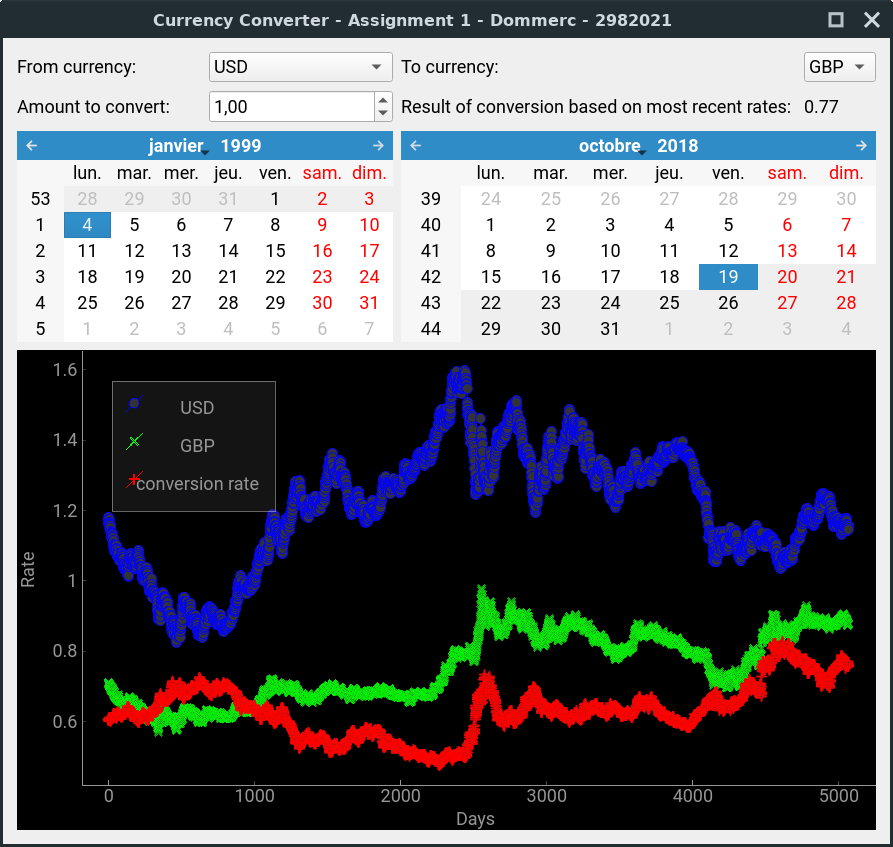 Currency Converter - Assignment 1 - Dommerc - 2982021
From currency: USD To currency: GBP
Amount to convert: 1,00 Result of conversion based on most recent rates: 0.77
janvier 1999
lun. mar. mer. jeu. ven. sam. dim.
53 28 29 30 31 1 2 3
1 4 5 6 7 8 9 10
2 11 12 13 14 15 16 17
3 18 19 20 21 22 23 24
4 25 26 27 28 29 30 31
5 1 2 3 4 5 6 7
octobre 2018
lun. mar. mer. jeu. ven. sam. dim.
39 24 25 26 27 28 29 30
40 1 2 3 4 5 6 7
41 8 9 10 11 12 13 14
42 15 16 17 18 19 20 21
43 22 23 24 25 26 27 28
44 29 30 31 1 2 3 4
USD
GBP
conversion rate
Rate
1.6
1.4
1.2
1
0.8
0.6
0 1000 2000 3000 4000 5000
Days